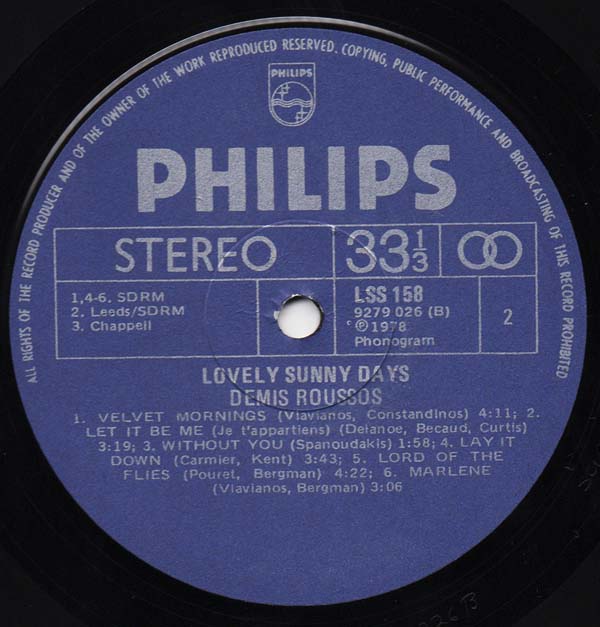 ALL RIGHTS OF THE RECORD PRODUCER AND OF THE OWNER OF THE WORK REPRODUCED RESERVED. COPYING, PUBLIC PERFORMANCE AND BROADCASTING OF THIS RECORD PROHIBITED
PHILIPS
PHILIPS
STEREO 33⅓
1,4-6. SDRM
2. Leeds/SDRM
3. Chappell
LSS 158
9279 026 (B)
℗ 1978
Phonogram
2
LOVELY SUNNY DAYS
DEMIS ROUSSOS
1. VELVET MORNINGS (Vlavianos, Constandinos) 4:11; 2.
LET IT BE ME (Je t'appartiens) (Delanoe, Becaud, Curtis)
3:19; 3. WITHOUT YOU (Spanoudakis) 1:58; 4. LAY IT
DOWN (Carmier, Kent) 3:43; 5. LORD OF THE
FLIES (Pouret, Bergman) 4:22; 6. MARLENE
(Vlavianos, Bergman) 3:06